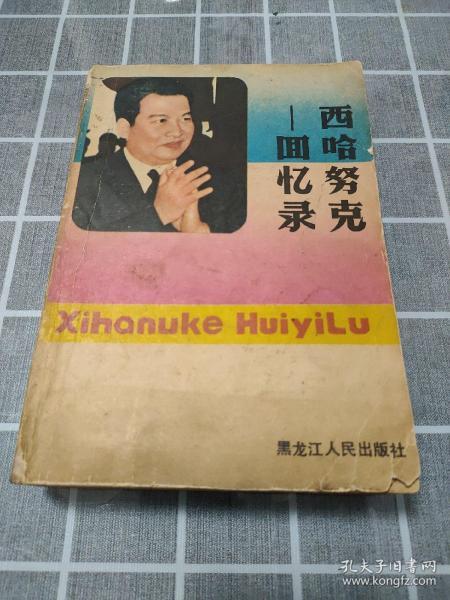 西哈努克
—回忆录
Xihanuke HuiyiLu
黑龙江人民出版社
孔夫子旧书网
www.kongfz.com